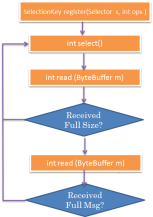 SelectionKey register(Selector s, int ops )
int select()
int read (ByteBuffer m)
Received
Full Size?
int read (ByteBuffer m)
Received
Full Msg?